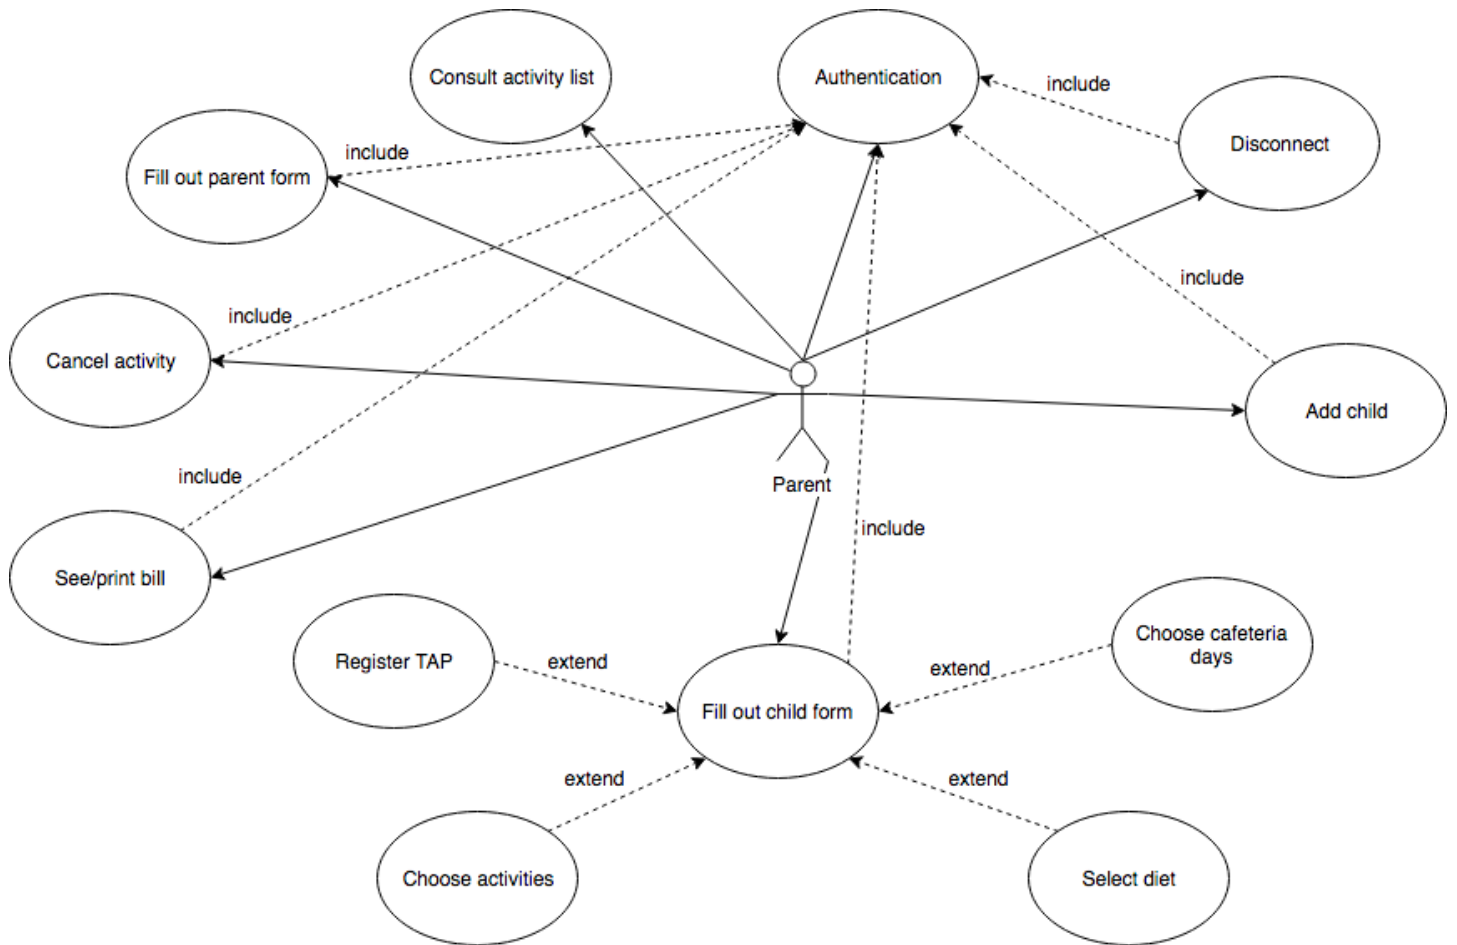 Consult activity list
Authentication
include
Disconnect
include
Fill out parent form
include
include
Cancel activity
Add child
include
Parent
include
See/print bill
Choose cafeteria
days
Register TAP
extend
extend
Fill out child form
extend
extend
Choose activities
Select diet